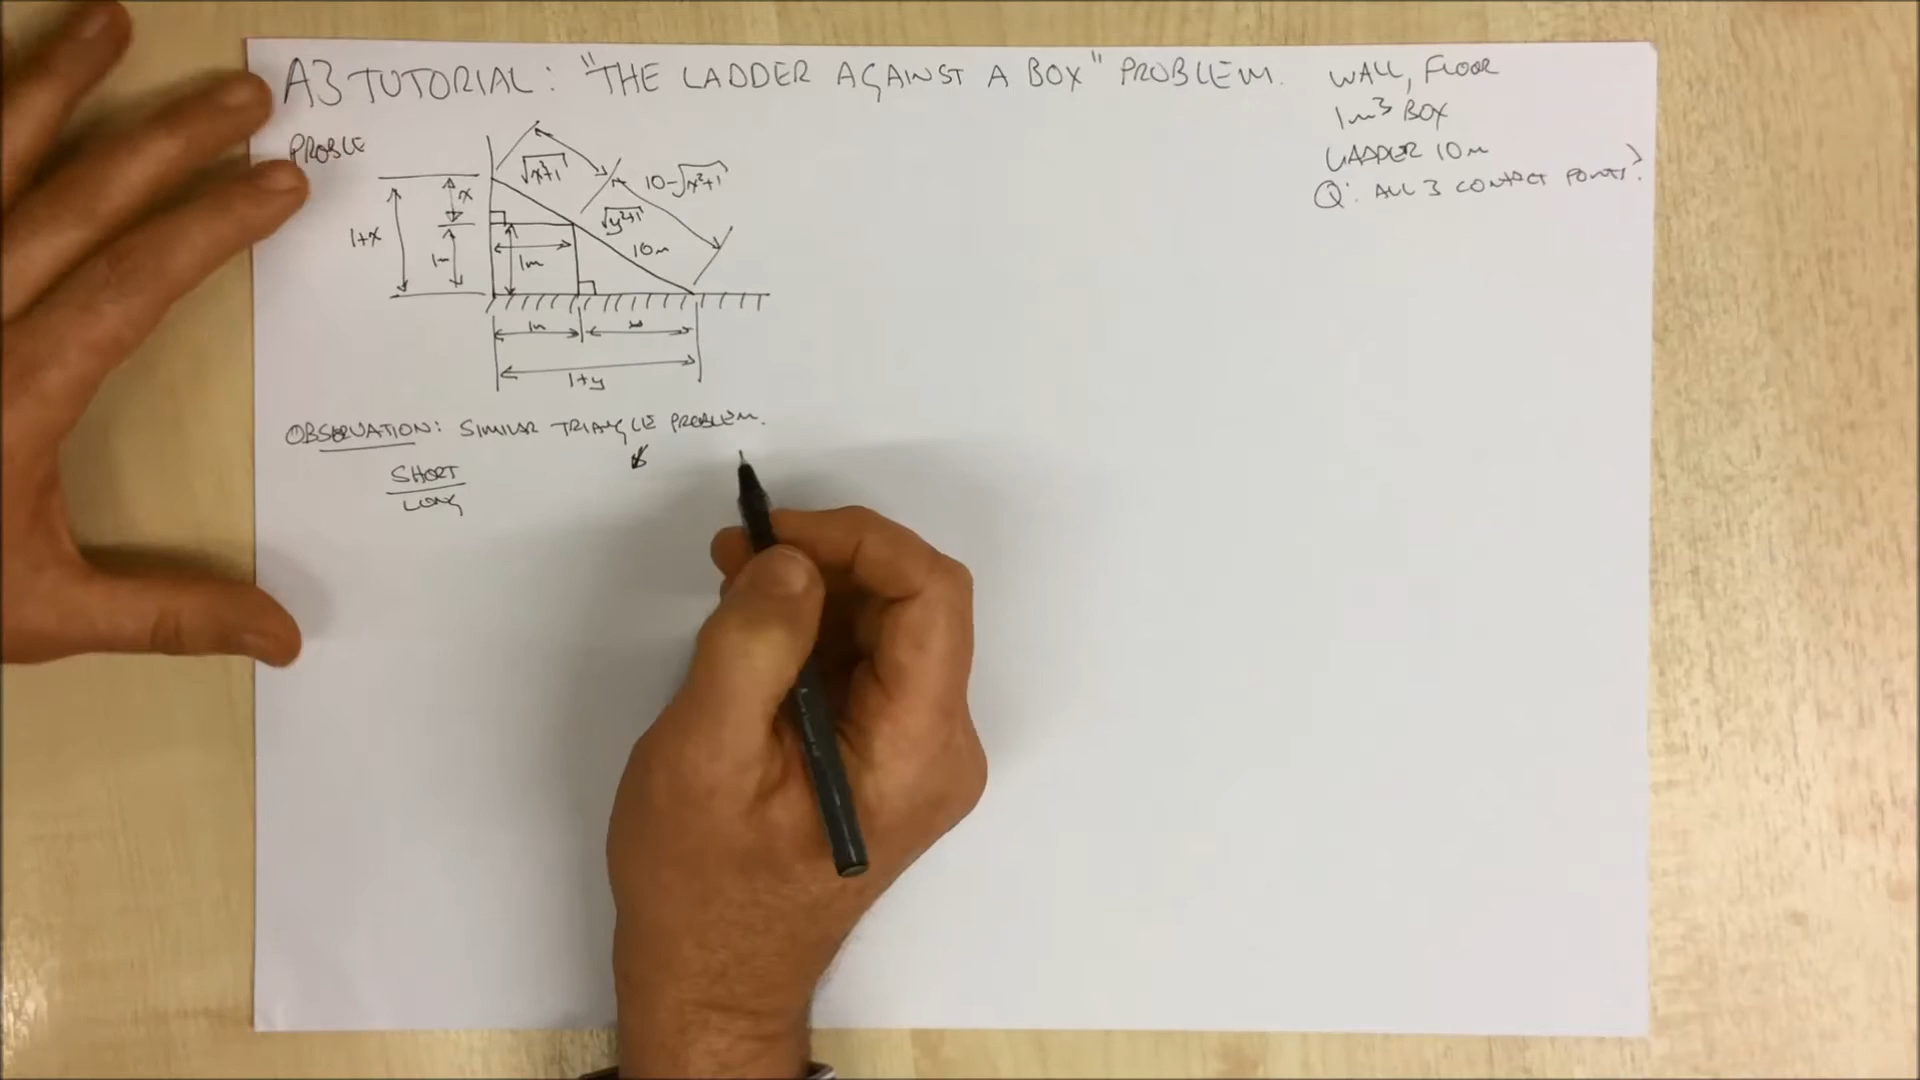 A3 TUTORIAL: "THE LADDER AGAINST A BOX" PROBLEM.
WALL, FLOOR
1m³ BOX
LADDER 10m
Q: ALL 3 CONTACT POINTS?
PROBLE
√x²+1
10-√x²+1
x
√y²+1
1+x
10m
1m
1m
1m
1+y
OBSERVATION: SIMILAR TRIANGLE PROBLEM.
SHORT
LONG